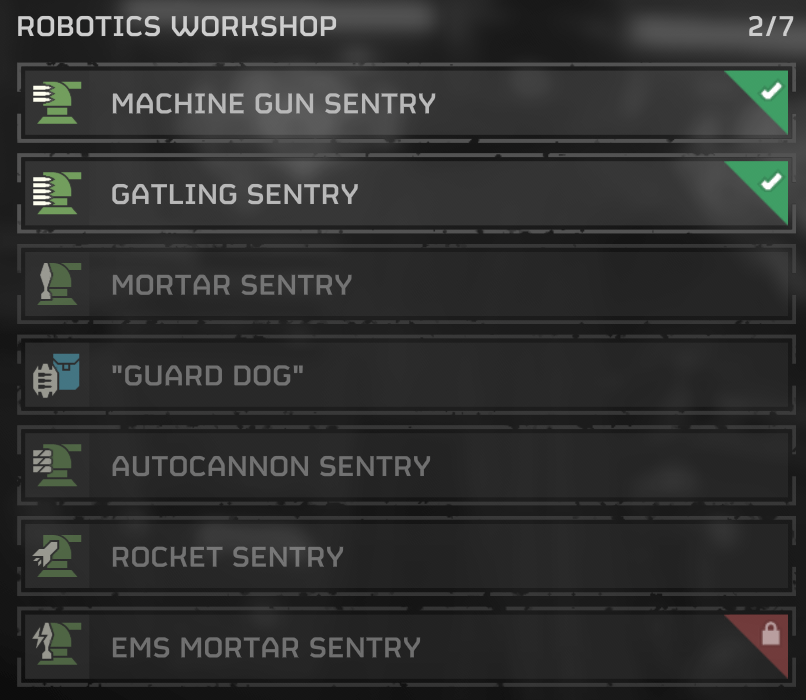 ROBOTICS WORKSHOP 2/7
MACHINE GUN SENTRY
GATLING SENTRY
MORTAR SENTRY
"GUARD DOG"
AUTOCANNON SENTRY
ROCKET SENTRY
EMS MORTAR SENTRY